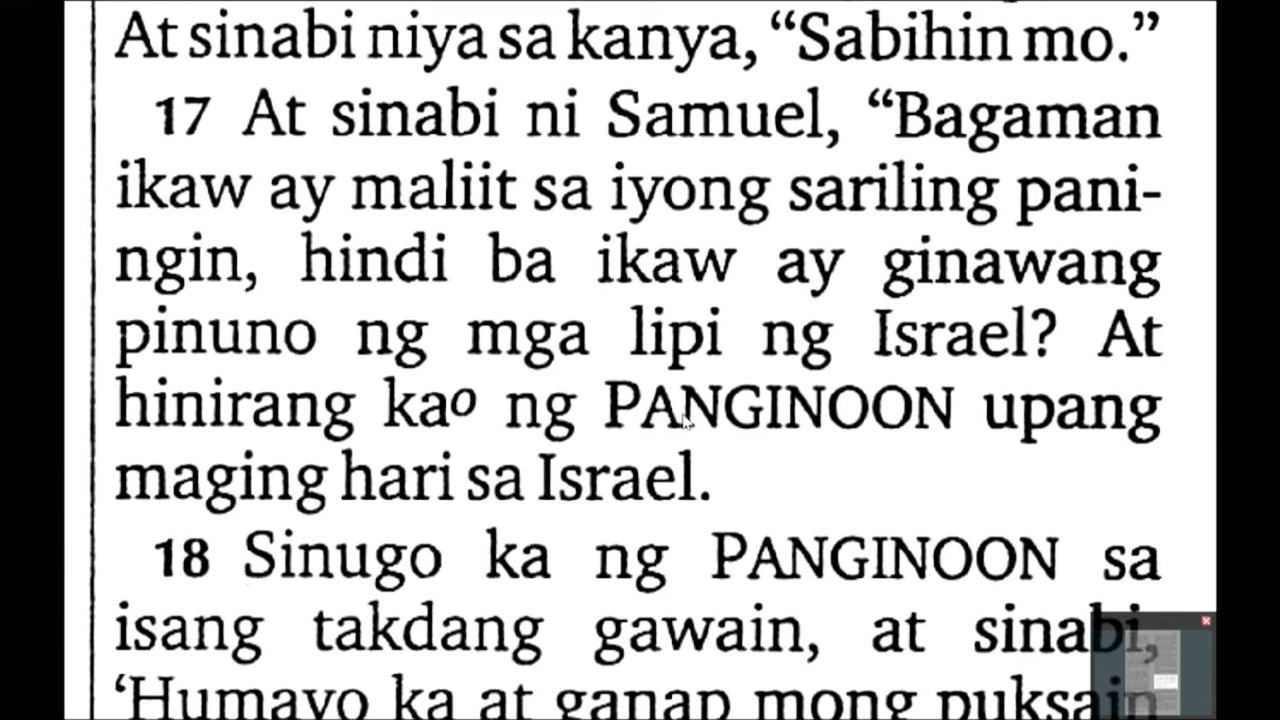 At sinabi niya sa kanya, “Sabihin mo.”
17 At sinabi ni Samuel, “Bagaman
ikaw ay maliit sa iyong sariling pani-
ngin, hindi ba ikaw ay ginawang
pinuno ng mga lipi ng Israel? At
hinirang kao ng PANGINOON upang
maging hari sa Israel.
18 Sinugo ka ng PANGINOON sa
isang takdang gawain, at sinabi,
‘Humayo ka at ganap mong puksain